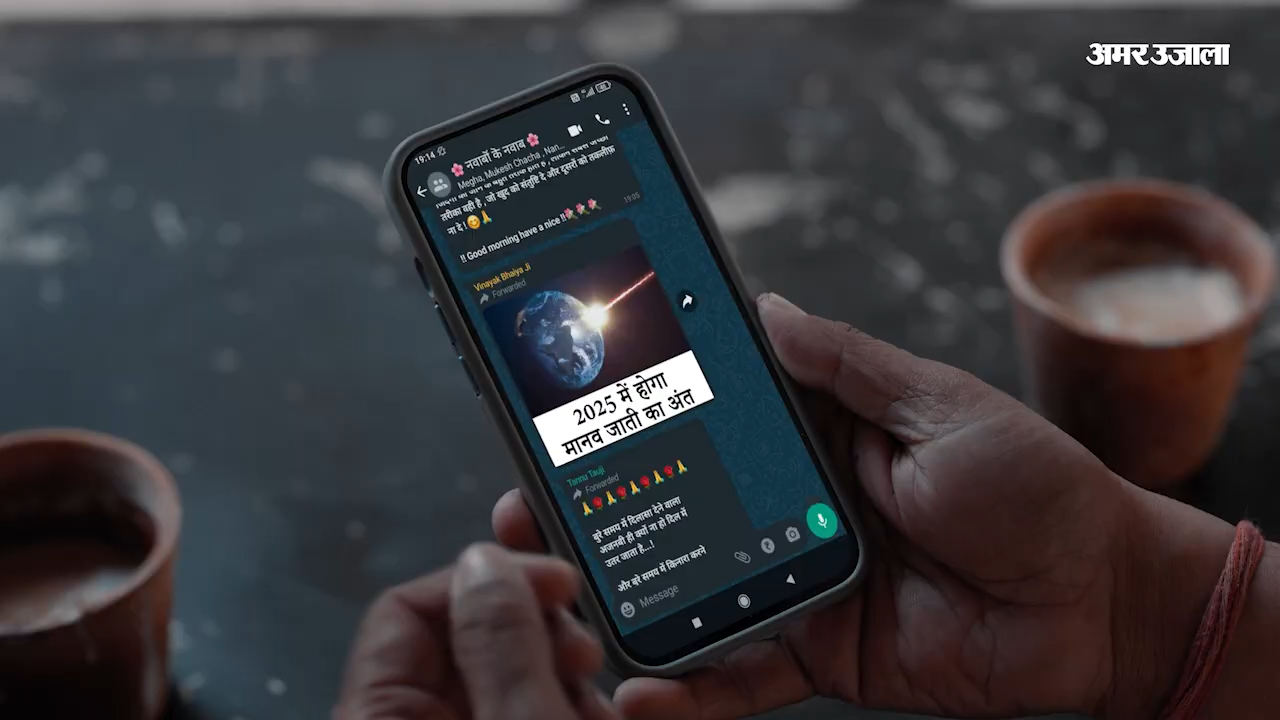 अमर उजाला
19:14
🌸 नवाबों के नवाब 🌸
Megha, Mukesh Chacha, Nan...
तरीका वही है, जो खुद को संतुष्टि दे और दूसरों को तकलीफ़
ना दे ! 😊🙏
!! Good morning have a nice !!💐💐💐
19:05
Vinayak Bhaiya Ji
Forwarded
2025 में होगा
मानव जाती का अंत
Tannu Tauji
Forwarded
🙏🌹🙏🌹🙏🌹🙏🌹🙏
बुरे समय में दिलासा देने वाला
अजनबी ही क्यों ना हो दिल में
उतर जाता है...!
और बुरे समय में किनारा करने
Message